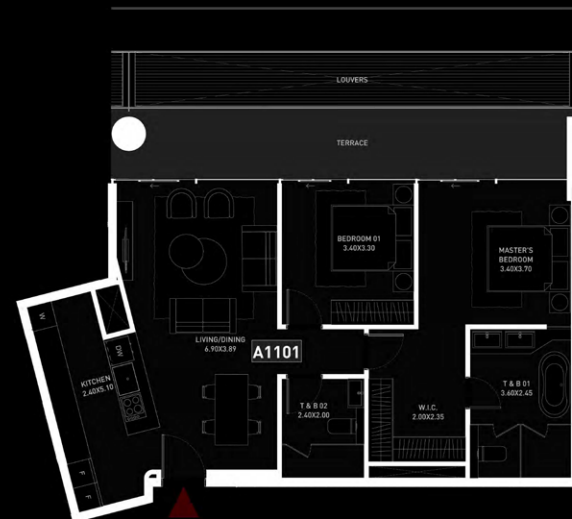 LOUVERS
TERRACE
BEDROOM 01
3.40X3.30
MASTER'S
BEDROOM
3.40X3.70
W
DW
LIVING/DINING
6.90X3.89
A1101
KITCHEN
2.40X5.10
T & B 02
2.40X2.00
W.I.C.
2.00X2.35
T & B 01
3.60X2.45
F
F